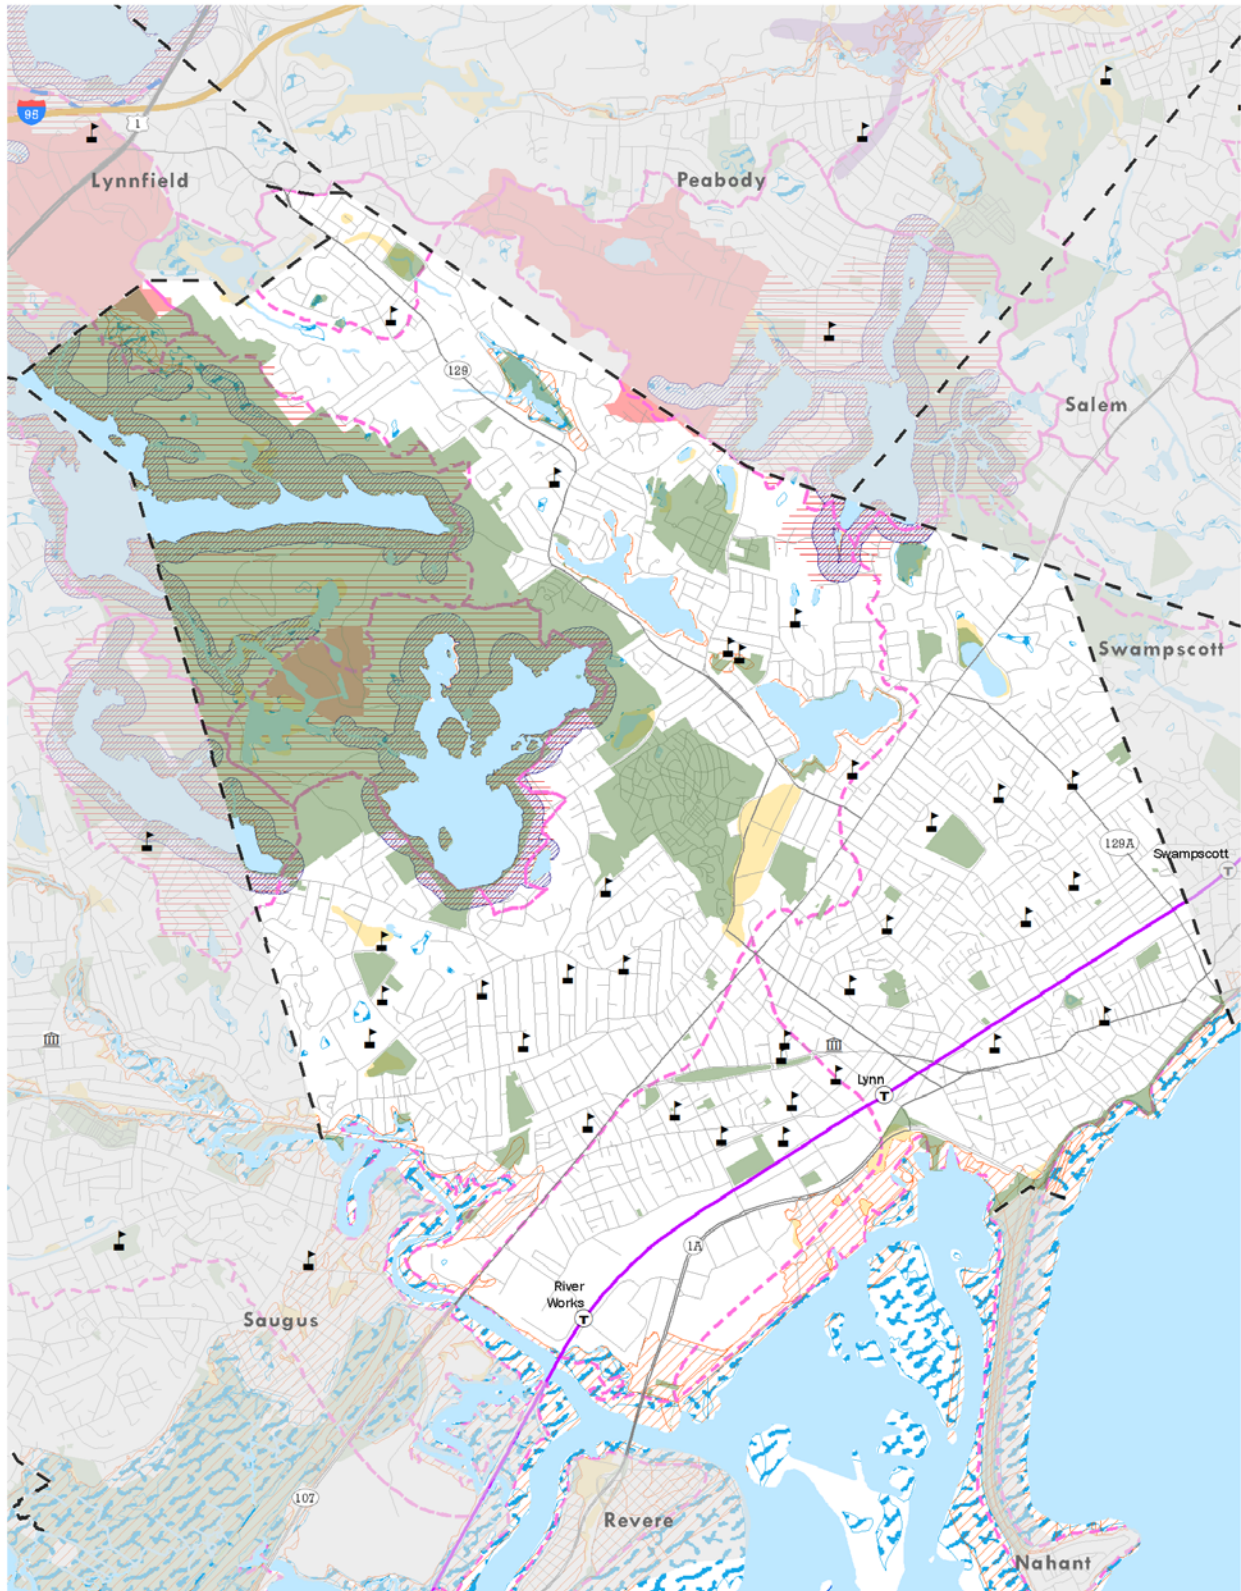 95
1
Lynnfield
Peabody
129
Salem
Swampscott
129A
Swampscott
T
Lynn
T
1A
River
Works
T
Saugus
107
Revere
Nahant